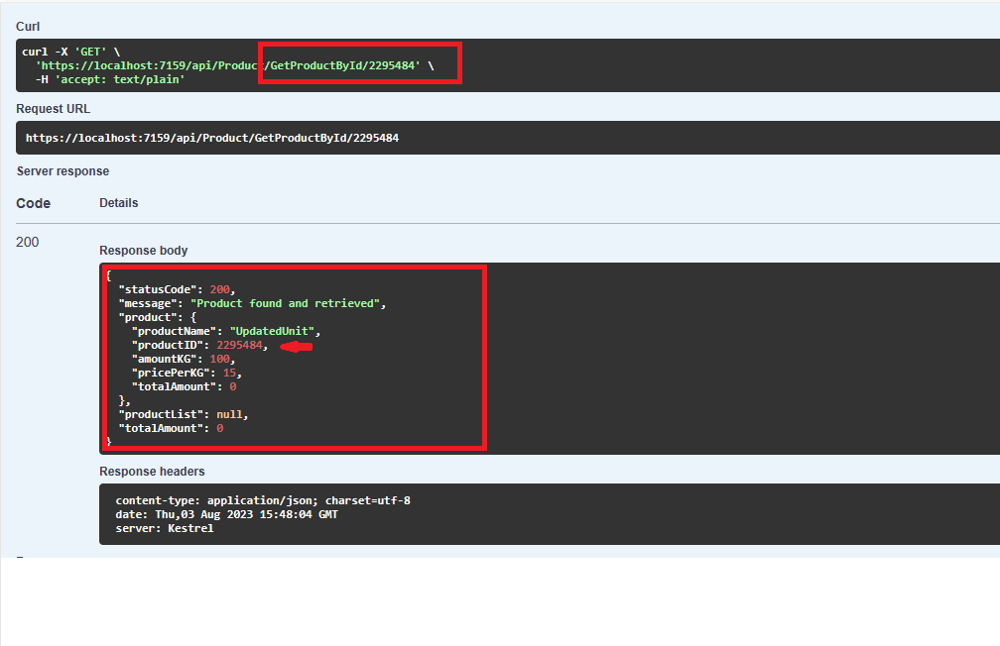 Curl
curl -X 'GET' \
'https://localhost:7159/api/Product/GetProductById/2295484' \
-H 'accept: text/plain'
Request URL
https://localhost:7159/api/Product/GetProductById/2295484
Server response
Code Details
200
Response body
{
"statusCode": 200,
"message": "Product found and retrieved",
"product": {
"productName": "UpdatedUnit",
"productID": 2295484,
"amountKG": 100,
"pricePerKG": 15,
"totalAmount": 0
},
"productList": null,
"totalAmount": 0
}
Response headers
content-type: application/json; charset=utf-8
date: Thu,03 Aug 2023 15:48:04 GMT
server: Kestrel